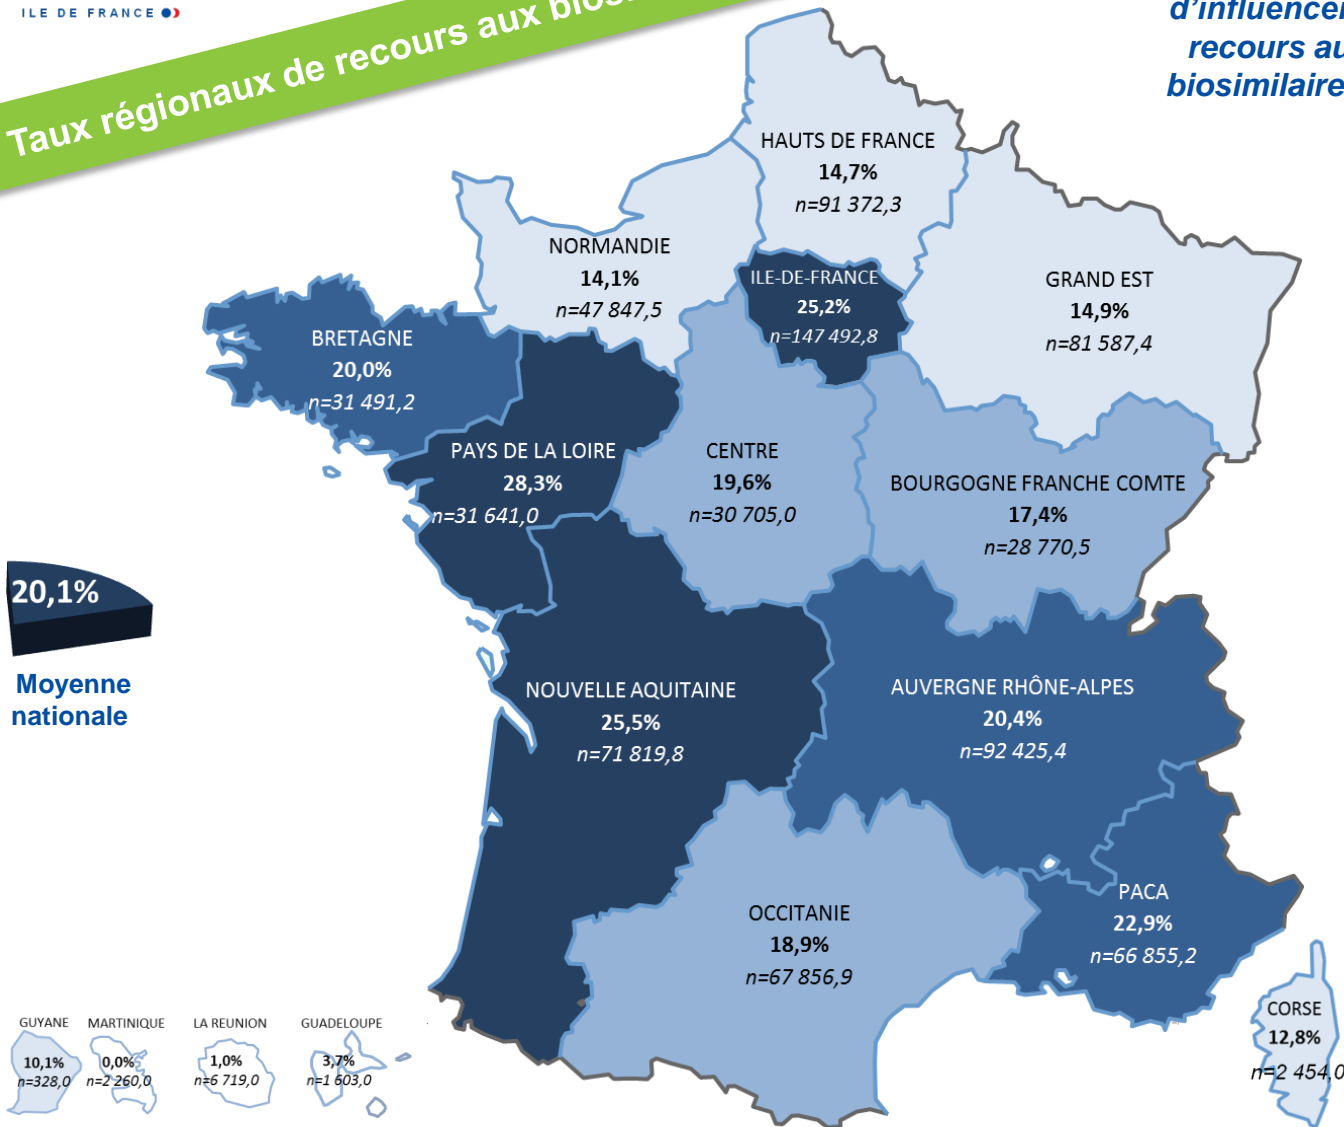 ILE DE FRANCE
Taux régionaux de recours aux
d'influencer
recours au
biosimilaire
HAUTS DE FRANCE
14,7%
n=91 372,3
NORMANDIE
14,1%
n=47 847,5
ILE-DE-FRANCE
25,2%
n=147 492,8
GRAND EST
14,9%
n=81 587,4
BRETAGNE
20,0%
n=31 491,2
PAYS DE LA LOIRE
28,3%
n=31 641,0
CENTRE
19,6%
n=30 705,0
BOURGOGNE FRANCHE COMTE
17,4%
n=28 770,5
20,1%
Moyenne
nationale
NOUVELLE AQUITAINE
25,5%
n=71 819,8
AUVERGNE RHÔNE-ALPES
20,4%
n=92 425,4
OCCITANIE
18,9%
n=67 856,9
PACA
22,9%
n=66 855,2
CORSE
12,8%
n=2 454,0
GUYANE
10,1%
n=328,0
MARTINIQUE
0,0%
n=2 260,0
LA REUNION
1,0%
n=6 719,0
GUADELOUPE
3,7%
n=1 603,0